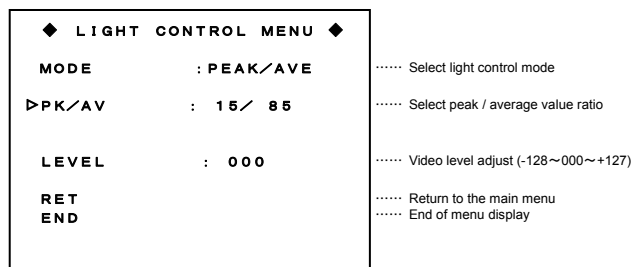 ◆ LIGHT CONTROL MENU ◆
MODE :PEAK/AVE ...... Select light control mode
▷PK/AV : 15/ 85 ...... Select peak / average value ratio
LEVEL : 000 ...... Video level adjust (-128～000～+127)
RET ...... Return to the main menu
END ...... End of menu display